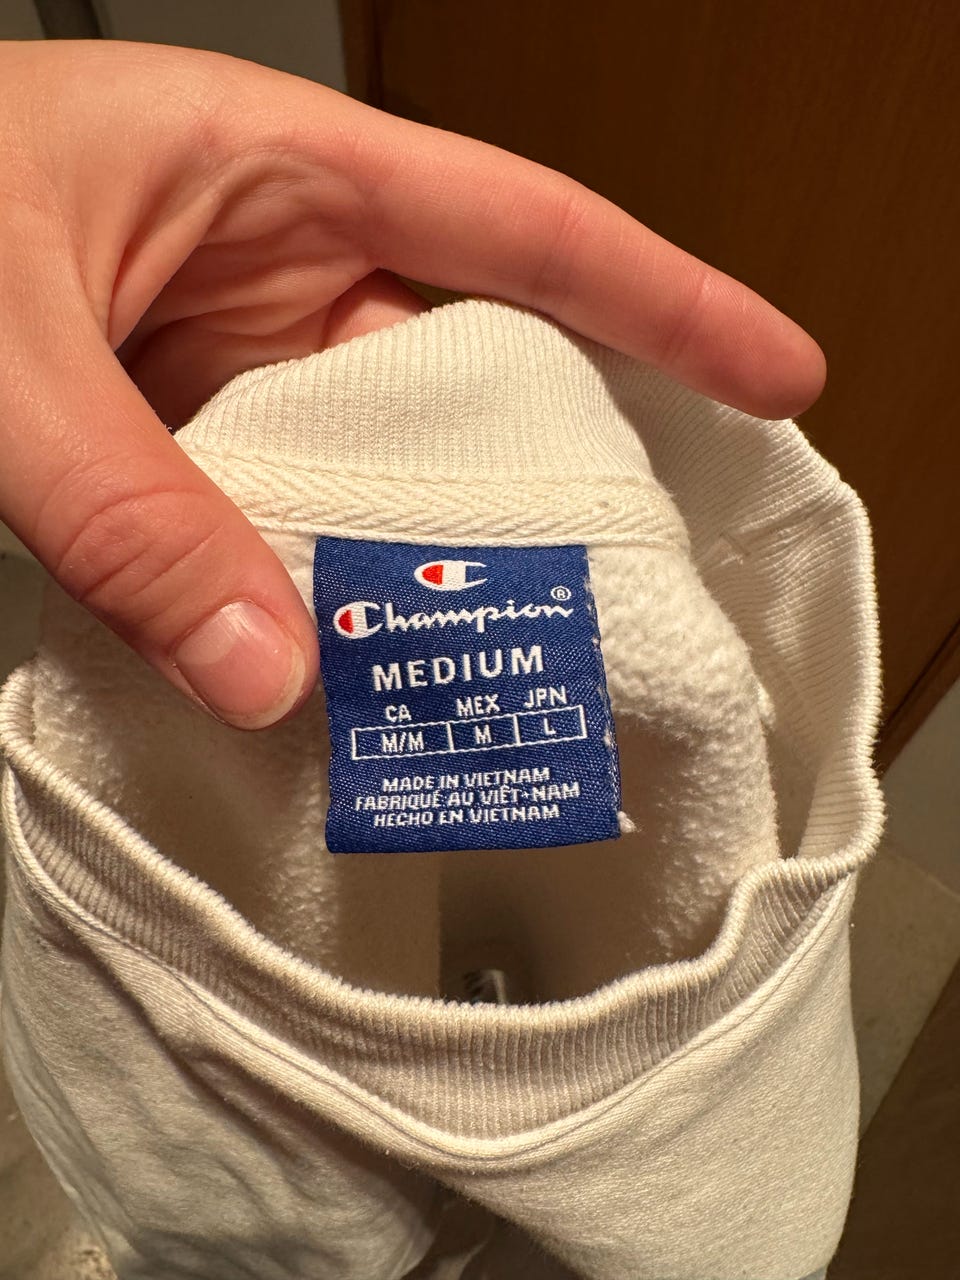 Champion®
MEDIUM
CA MEX JPN
M/M M L
MADE IN VIETNAM
FABRIQUÉ AU VIÊT-NAM
HECHO EN VIETNAM